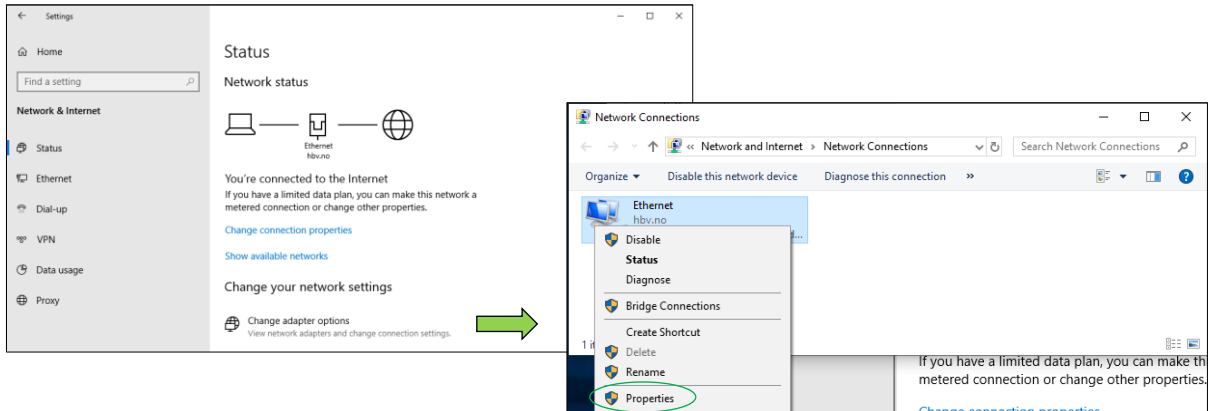 Settings
Home
Find a setting
Network & Internet
Status
Ethernet
Dial-up
VPN
Data usage
Proxy
Status
Network status
Ethernet
hbv.no
You're connected to the Internet
If you have a limited data plan, you can make this network a
metered connection or change other properties.
Change connection properties
Show available networks
Change your network settings
Change adapter options
View network adapters and change connection settings.
Network Connections
« Network and Internet › Network Connections
Search Network Connections
Organize Disable this network device Diagnose this connection »
Ethernet
hbv.no
Disable
Status
Diagnose
Bridge Connections
Create Shortcut
Delete
Rename
Properties
If you have a limited data plan, you can make th
metered connection or change other properties.
Change connection properties